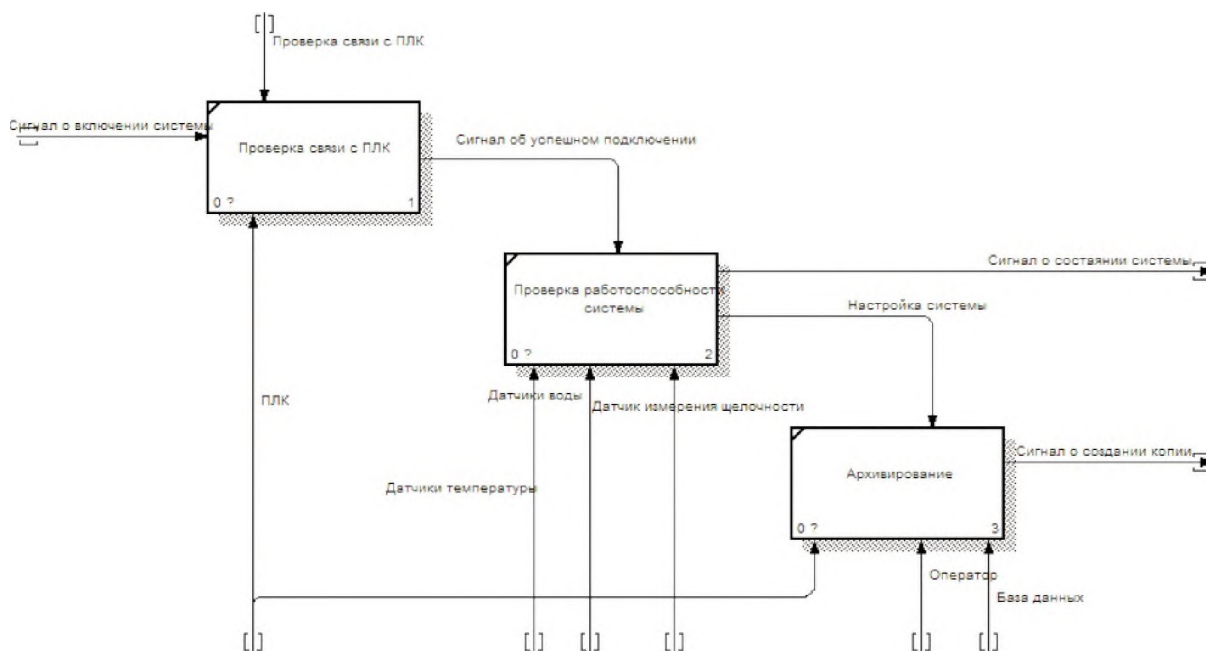 Проверка связи с ПЛК
Сигнал о включении системы
Проверка связи с ПЛК
0 ?
1
Сигнал об успешном подключении
Проверка работоспособности
системы
0 ?
2
Сигнал о состаянии системы
Настройка системы
ПЛК
Датчики воды
Датчик измерения щелочности
Датчики температуры
Архивирование
0 ?
3
Сигнал о создании копии
Оператор
База данных